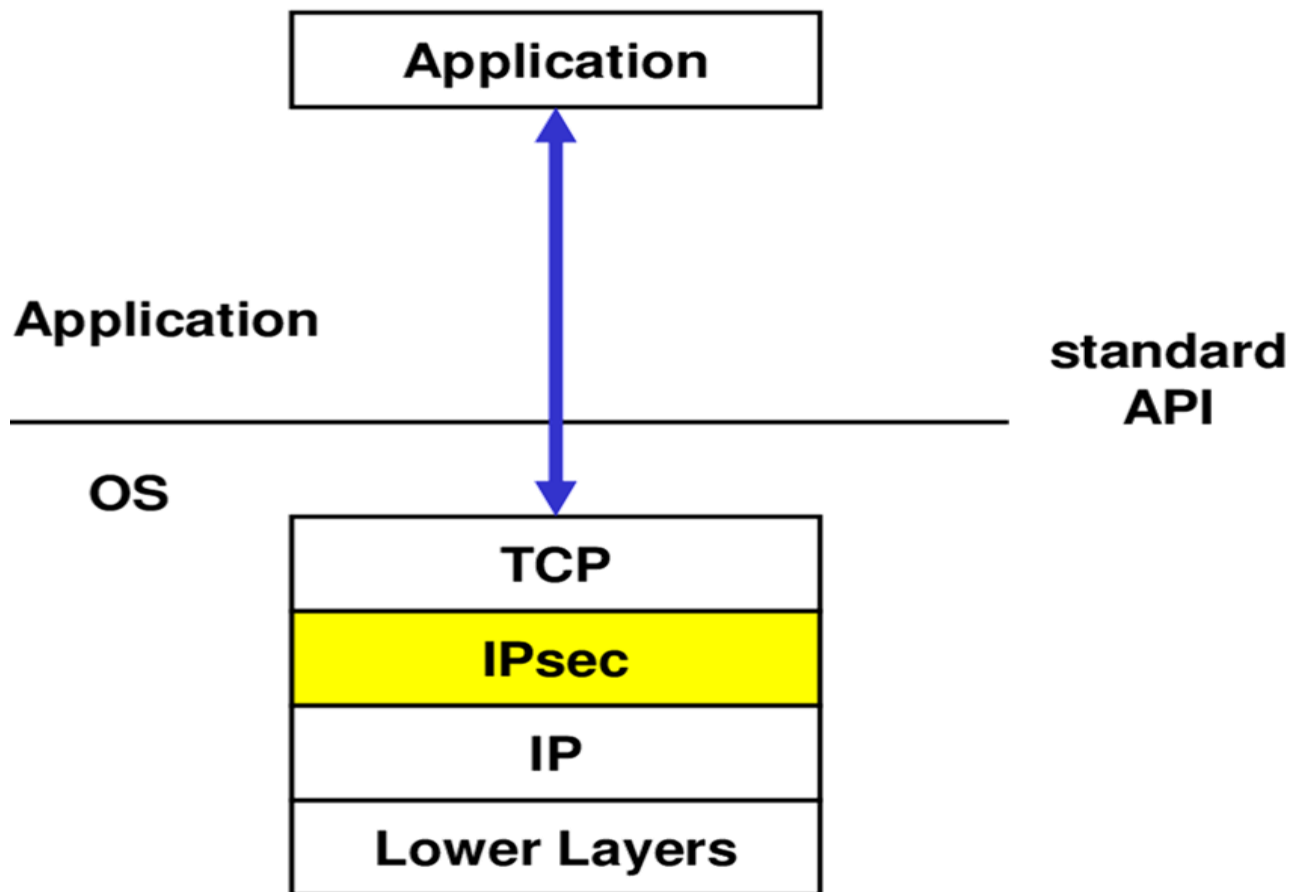 Application
Application
standard
API
OS
TCP
IPsec
IP
Lower Layers